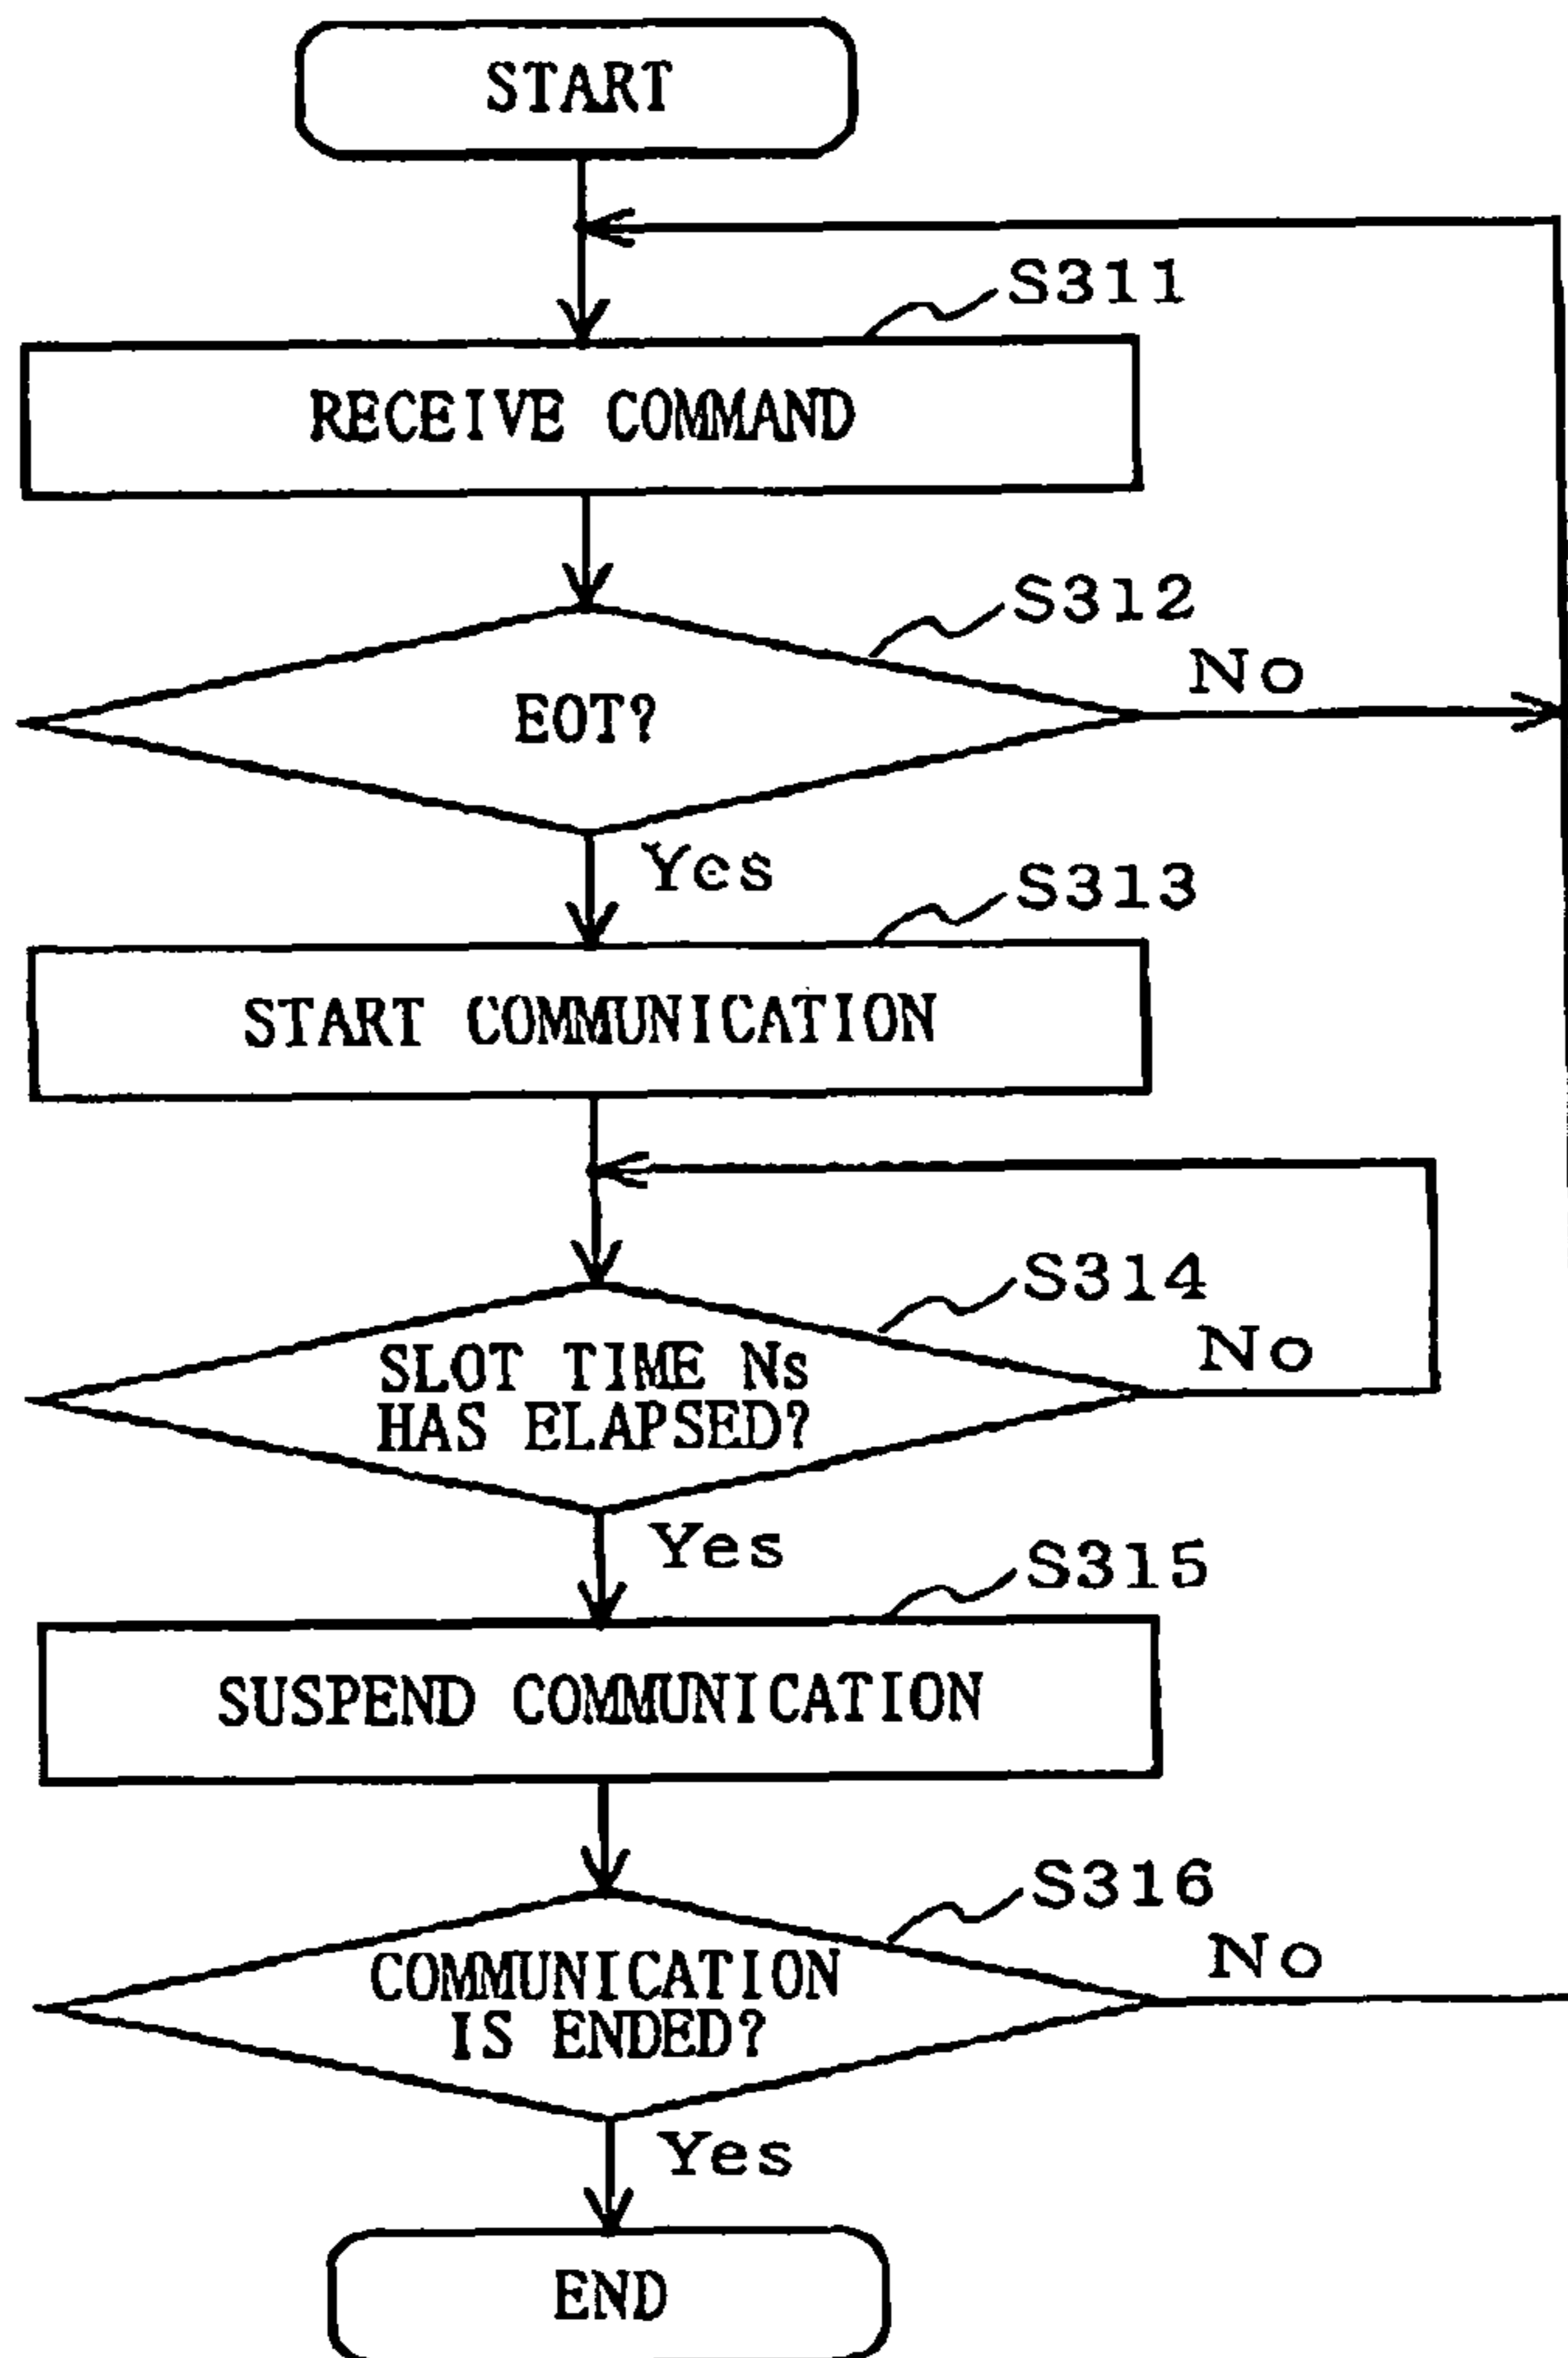 START
S311
RECEIVE COMMAND
S312
EOT?
No
Yes
S313
START COMMUNICATION
S314
SLOT TIME Ns
HAS ELAPSED?
No
Yes
S315
SUSPEND COMMUNICATION
S316
COMMUNICATION
IS ENDED?
No
Yes
END